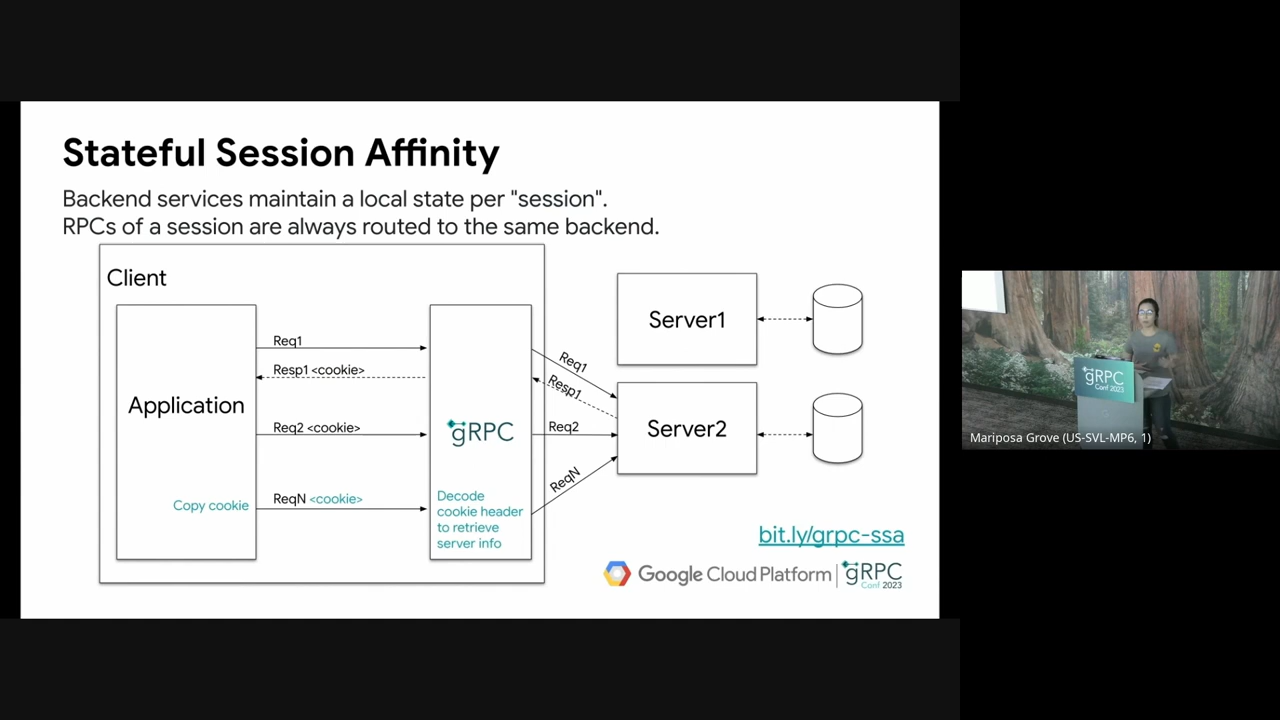 Stateful Session Affinity
Backend services maintain a local state per "session".
RPCs of a session are always routed to the same backend.
Client
Application
Req1
Resp1 <cookie>
Req2 <cookie>
Copy cookie
ReqN <cookie>
gRPC
Decode
cookie header
to retrieve
server info
Req1
Resp1
Req2
ReqN
Server1
Server2
bit.ly/grpc-ssa
Google Cloud Platform
gRPC
Conf 2023
gRPC
Conf 2023
Mariposa Grove (US-SVL-MP6, 1)